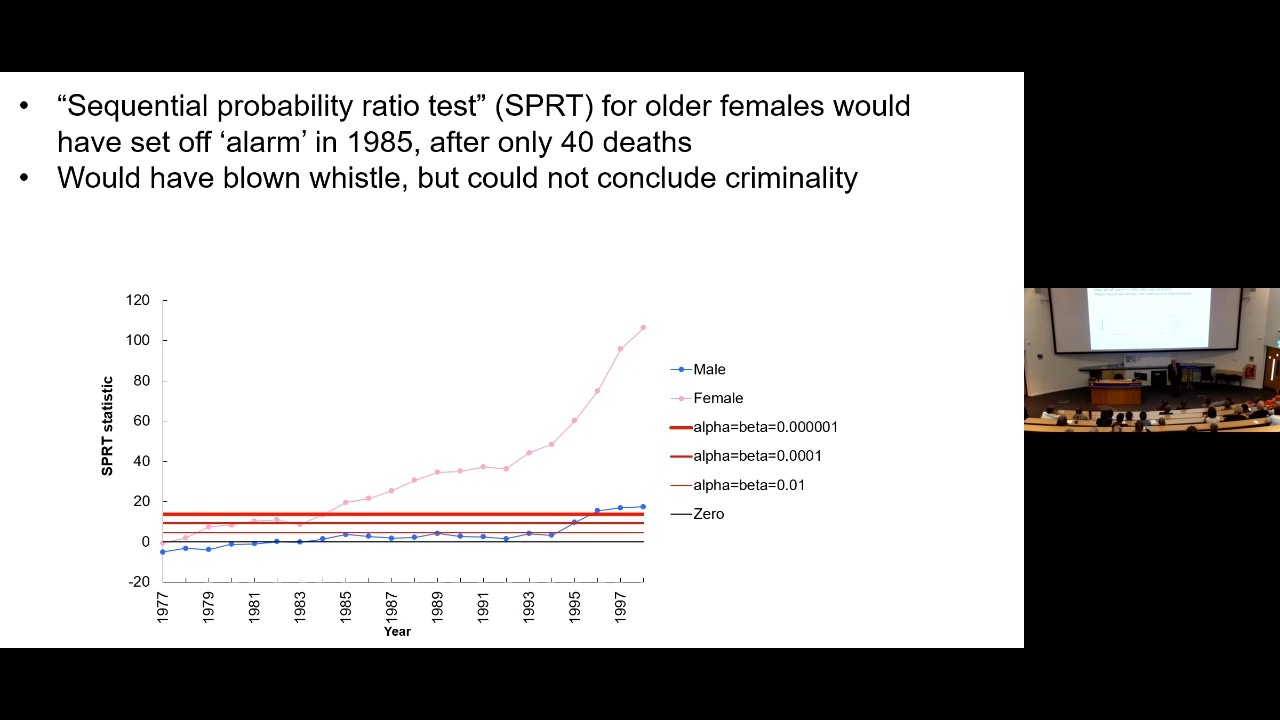 • “Sequential probability ratio test” (SPRT) for older females would
have set off ‘alarm’ in 1985, after only 40 deaths
• Would have blown whistle, but could not conclude criminality
120
100
80
60
40
20
0
-20
SPRT statistic
1977
1979
1981
1983
1985
1987
1989
1991
1993
1995
1997
Year
Male
Female
alpha=beta=0.000001
alpha=beta=0.0001
alpha=beta=0.01
Zero